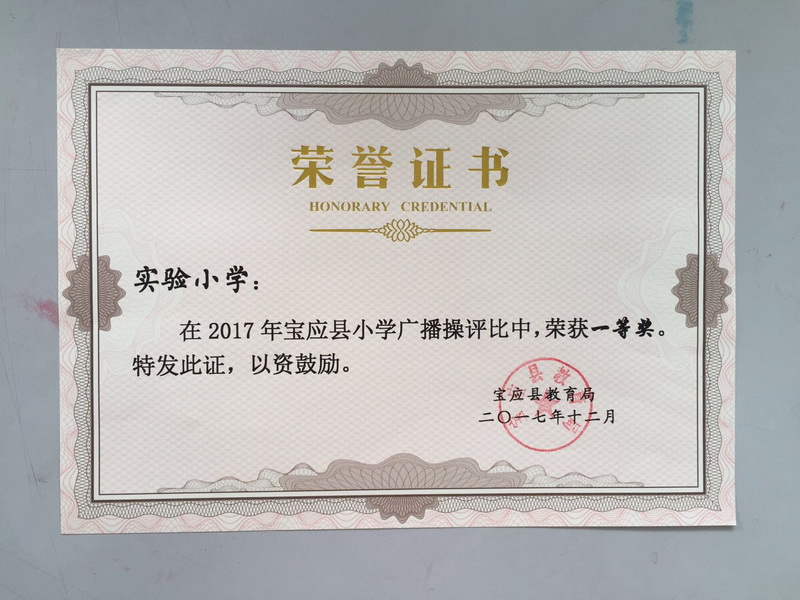 荣誉证书
HONORARY CREDENTIAL
实验小学：
在2017年宝应县小学广播操评比中，荣获一等奖。
特发此证，以资鼓励。
宝应县教育局
二〇一七年十二月